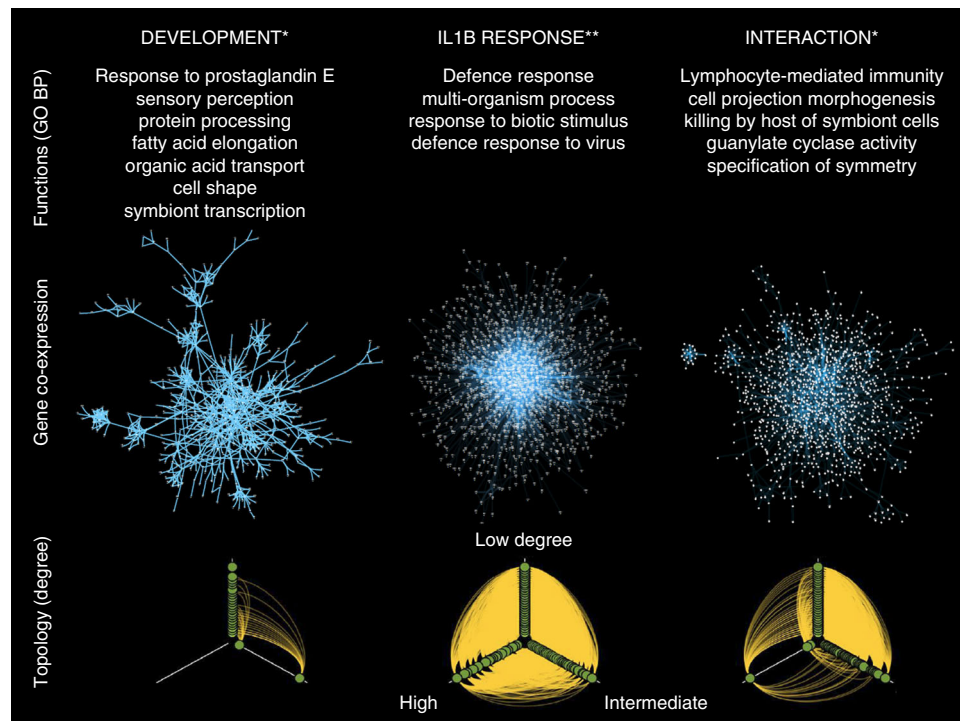 DEVELOPMENT*
IL1B RESPONSE**
INTERACTION*
Functions (GO BP)
Response to prostaglandin E
sensory perception
protein processing
fatty acid elongation
organic acid transport
cell shape
symbiont transcription
Defence response
multi-organism process
response to biotic stimulus
defence response to virus
Lymphocyte-mediated immunity
cell projection morphogenesis
killing by host of symbiont cells
guanylate cyclase activity
specification of symmetry
Gene co-expression
Topology (degree)
Low degree
High
Intermediate